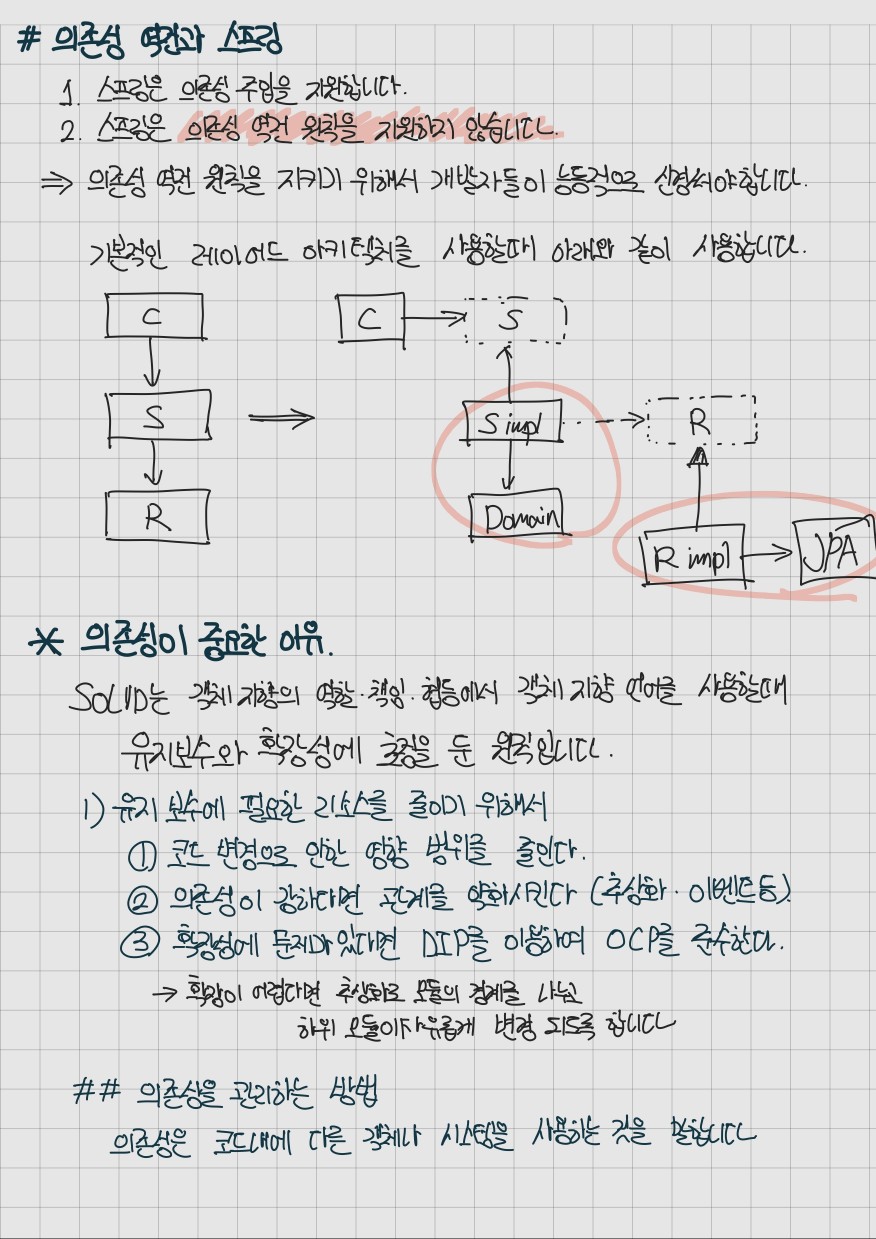 # 의존성 역전과 스프링
1. 스프링은 의존성 주입을 지원합니다.
2. 스프링은 의존성 역전 원칙을 지원하지 않습니다.
⇒ 의존성 역전 원칙을 지키기 위해서 개발자들이 능동적으로 신경써야합니다.
기본적인 레이어드 아키텍처를 사용할때 아래와 같이 사용합니다.
C
C
S
S
S impl
R
R
Domain
R impl
JPA
* 의존성이 중요한 이유.
SOLID는 객체 지향의 역할·책임·협동에서 객체 지향 언어를 사용할때
유지보수와 확장성에 초점을 둔 원칙입니다.
1) 유지 보수에 필요한 리소스를 줄이기 위해서
① 코드 변경으로 인한 영향 범위를 줄인다.
② 의존성이 강하다면 관계를 약화시킨다 (추상화·이벤트 등)
③ 확장성에 문제가 있다면 DIP를 이용하여 OCP를 준수한다.
→ 확장이 어렵다면 추상화로 모듈의 경계를 나누고
하위 모듈이 자유롭게 변경 되도록 합니다
## 의존성을 관리하는 방법
의존성은 코드내에 다른 객체나 시스템을 사용하는 것을 말합니다